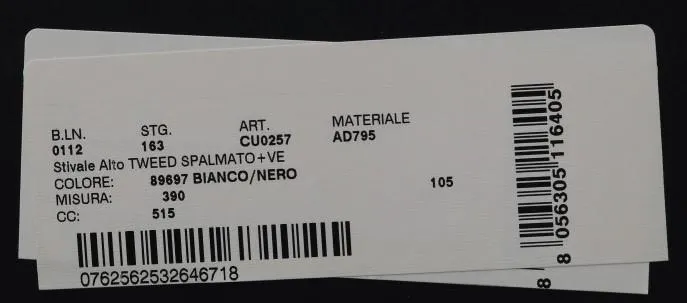 B.LN. STG. ART. MATERIALE
0112 163 CU0257 AD795
Stivale Alto TWEED SPALMATO+VE
COLORE: 89697 BIANCO/NERO
MISURA: 390 105
CC: 515
0762562532646718
8 056305 116405
8